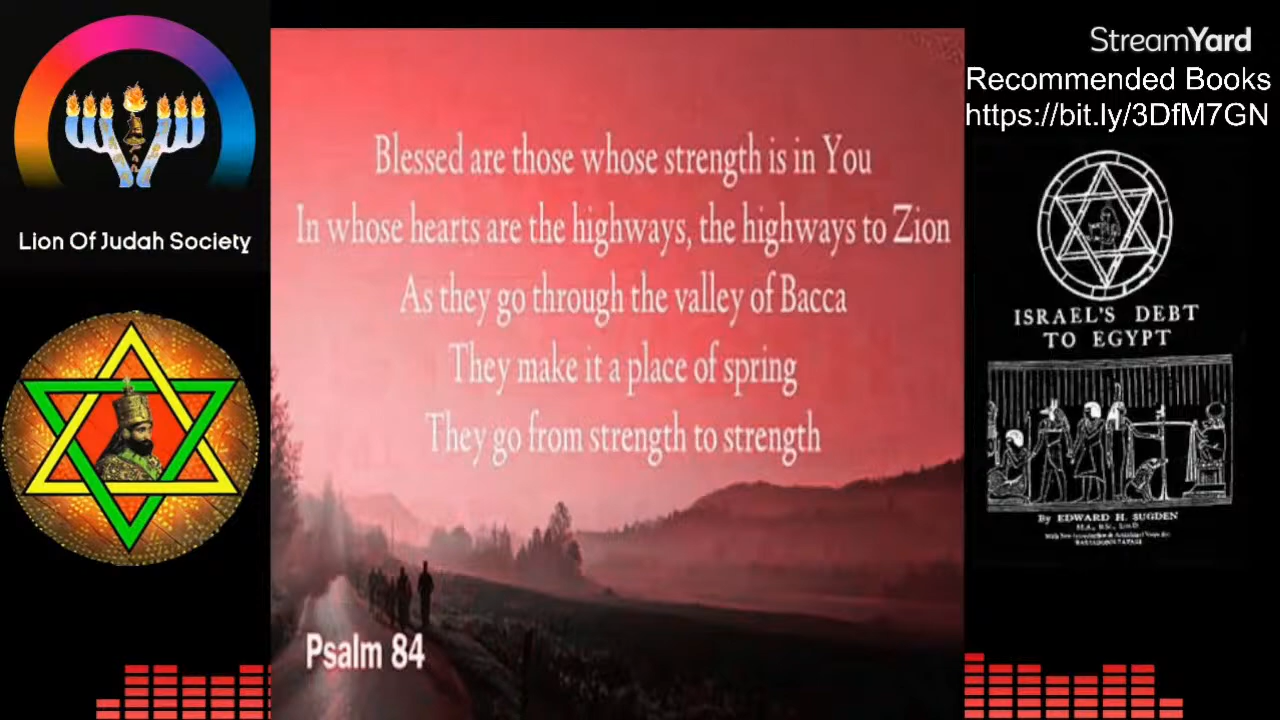 Lion Of Judah Society
Blessed are those whose strength is in You
In whose hearts are the highways, the highways to Zion
As they go through the valley of Bacca
They make it a place of spring
They go from strength to strength
Psalm 84
StreamYard
Recommended Books
https://bit.ly/3DfM7GN
ISRAEL'S DEBT
TO EGYPT
By EDWARD H. SUGDEN